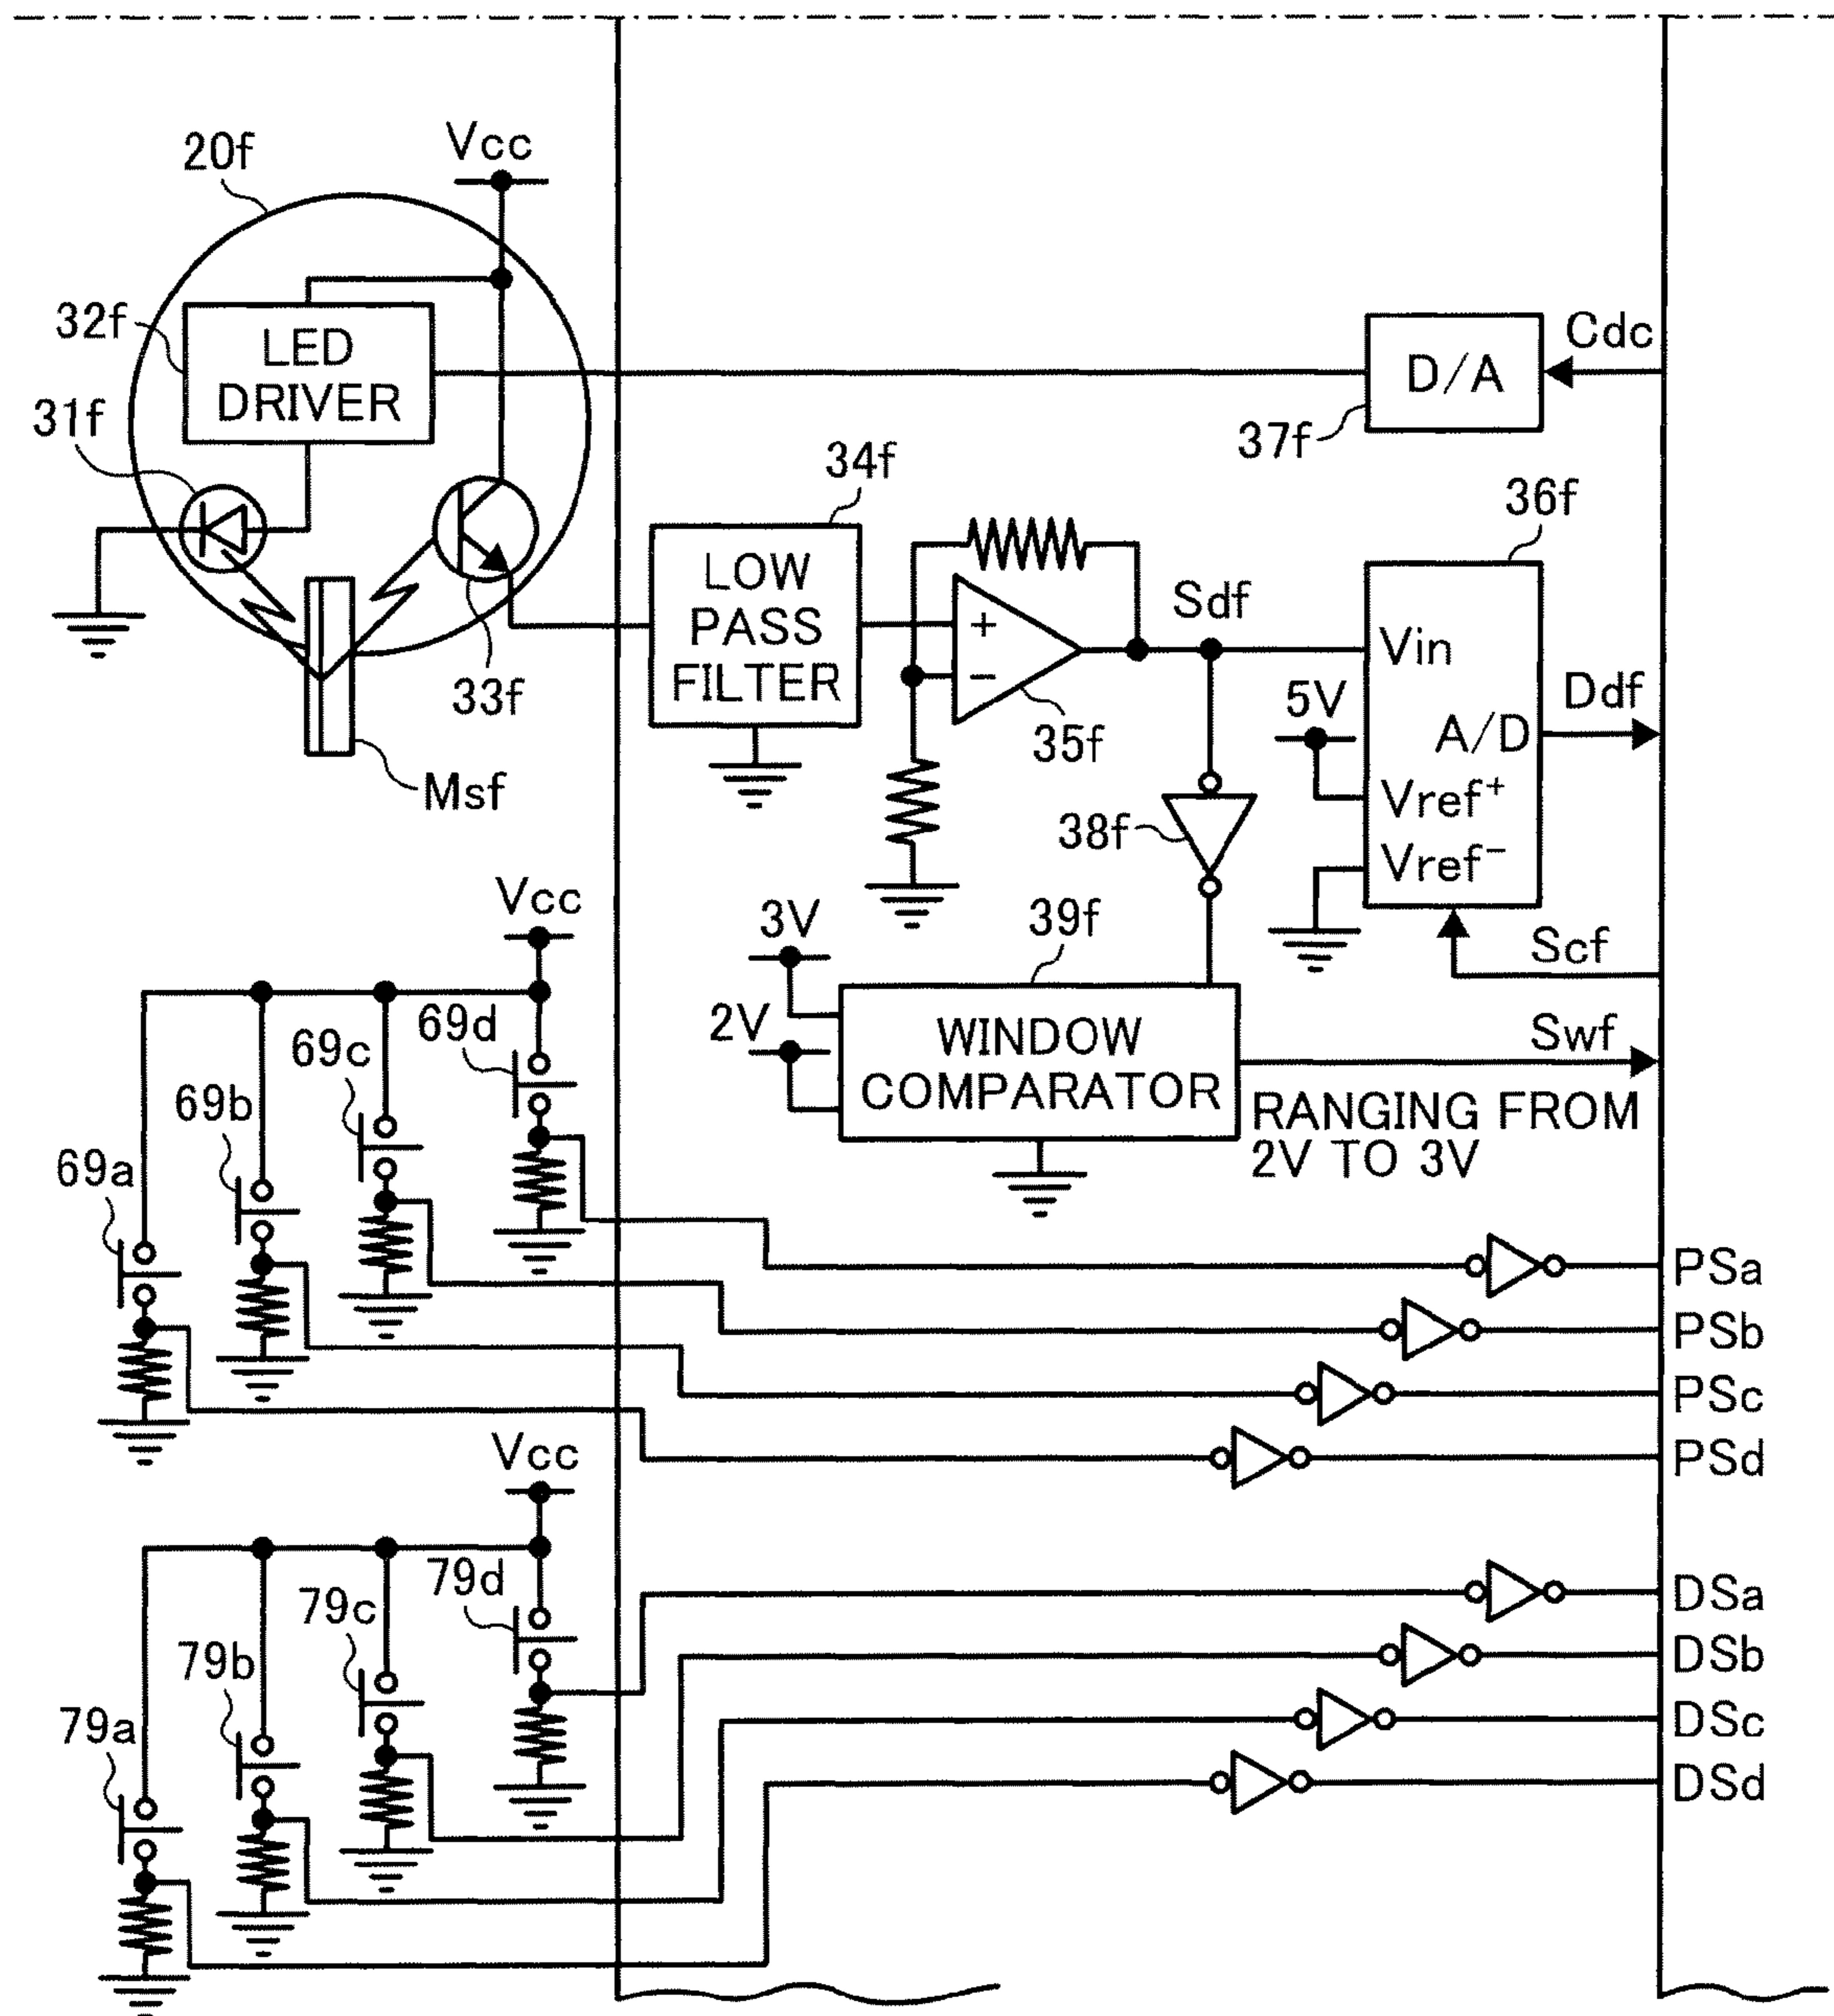 20f
Vcc
32f
LED
DRIVER
31f
33f
Msf
34f
LOW
PASS
FILTER
+
−
35f
Sdf
D/A
Cdc
37f
36f
Vin
5V
A/D
Vref+
Vref−
Ddf
Scf
38f
39f
3V
2V
WINDOW
COMPARATOR
Swf
RANGING FROM
2V TO 3V
Vcc
69d
69c
69b
69a
PSa
PSb
PSc
PSd
Vcc
79d
79c
79b
79a
DSa
DSb
DSc
DSd